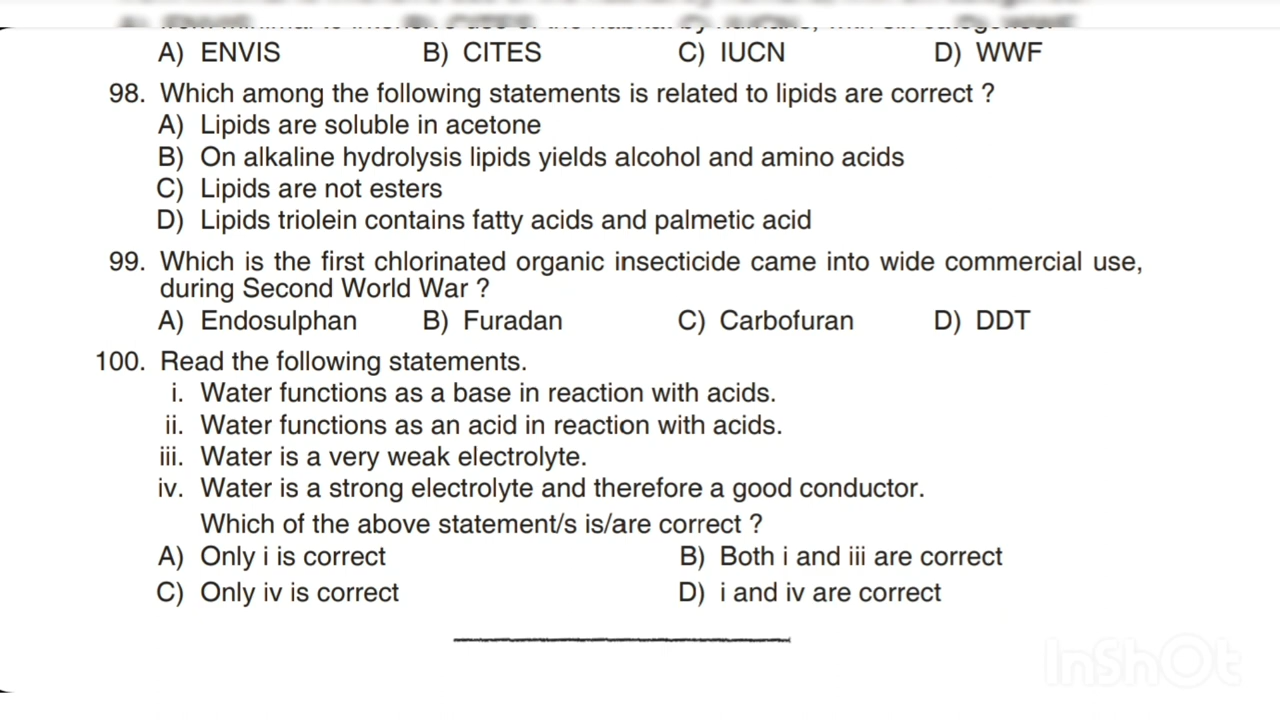 A) ENVIS B) CITES C) IUCN D) WWF
98. Which among the following statements is related to lipids are correct ?
A) Lipids are soluble in acetone
B) On alkaline hydrolysis lipids yields alcohol and amino acids
C) Lipids are not esters
D) Lipids triolein contains fatty acids and palmetic acid
99. Which is the first chlorinated organic insecticide came into wide commercial use,
during Second World War ?
A) Endosulphan B) Furadan C) Carbofuran D) DDT
100. Read the following statements.
i. Water functions as a base in reaction with acids.
ii. Water functions as an acid in reaction with acids.
iii. Water is a very weak electrolyte.
iv. Water is a strong electrolyte and therefore a good conductor.
Which of the above statement/s is/are correct ?
A) Only i is correct B) Both i and iii are correct
C) Only iv is correct D) i and iv are correct
InShOt